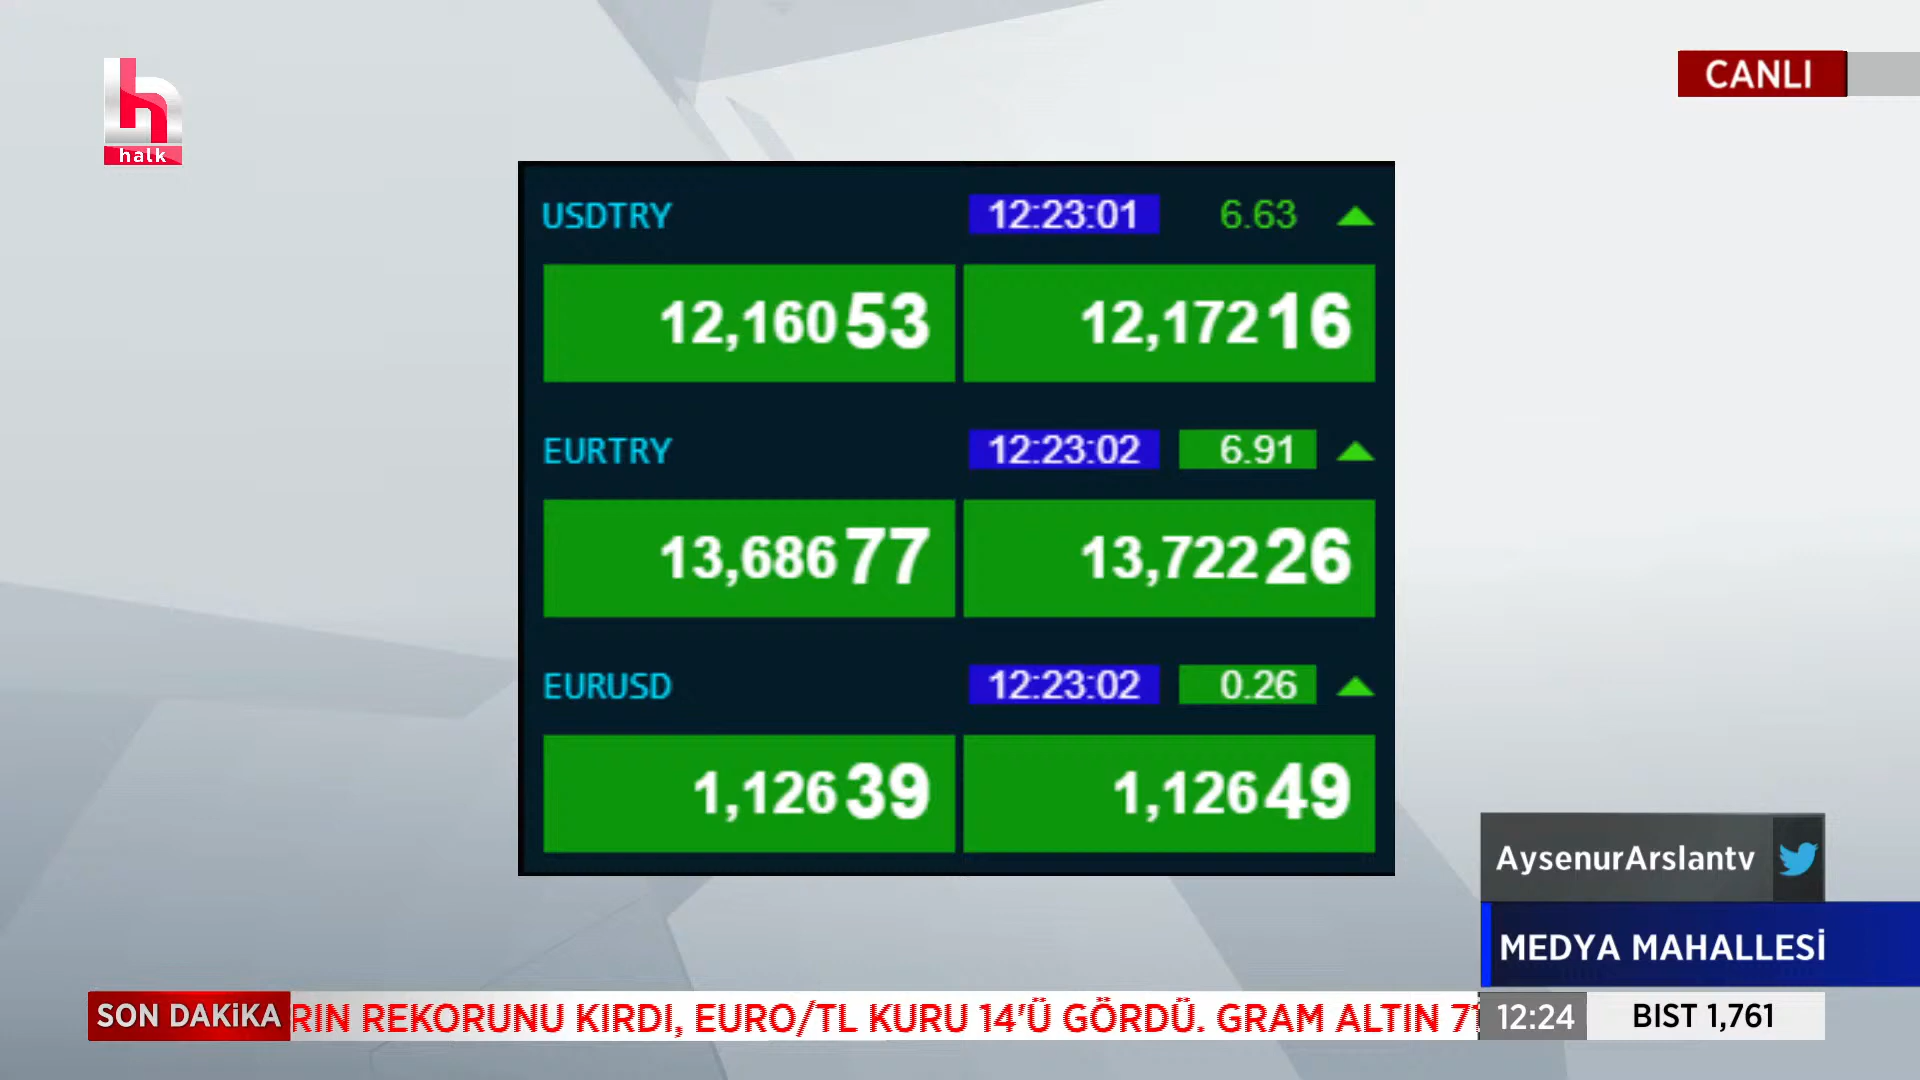 halk
CANLI
USDTRY 12:23:01 6.63
12,16053 12,17216
EURTRY 12:23:02 6.91
13,68677 13,72226
EURUSD 12:23:02 0.26
1,12639 1,12649
AysenurArslantv
MEDYA MAHALLESİ
SON DAKİKA RIN REKORUNU KIRDI, EURO/TL KURU 14'Ü GÖRDÜ. GRAM ALTIN 12:24 BIST 1,761